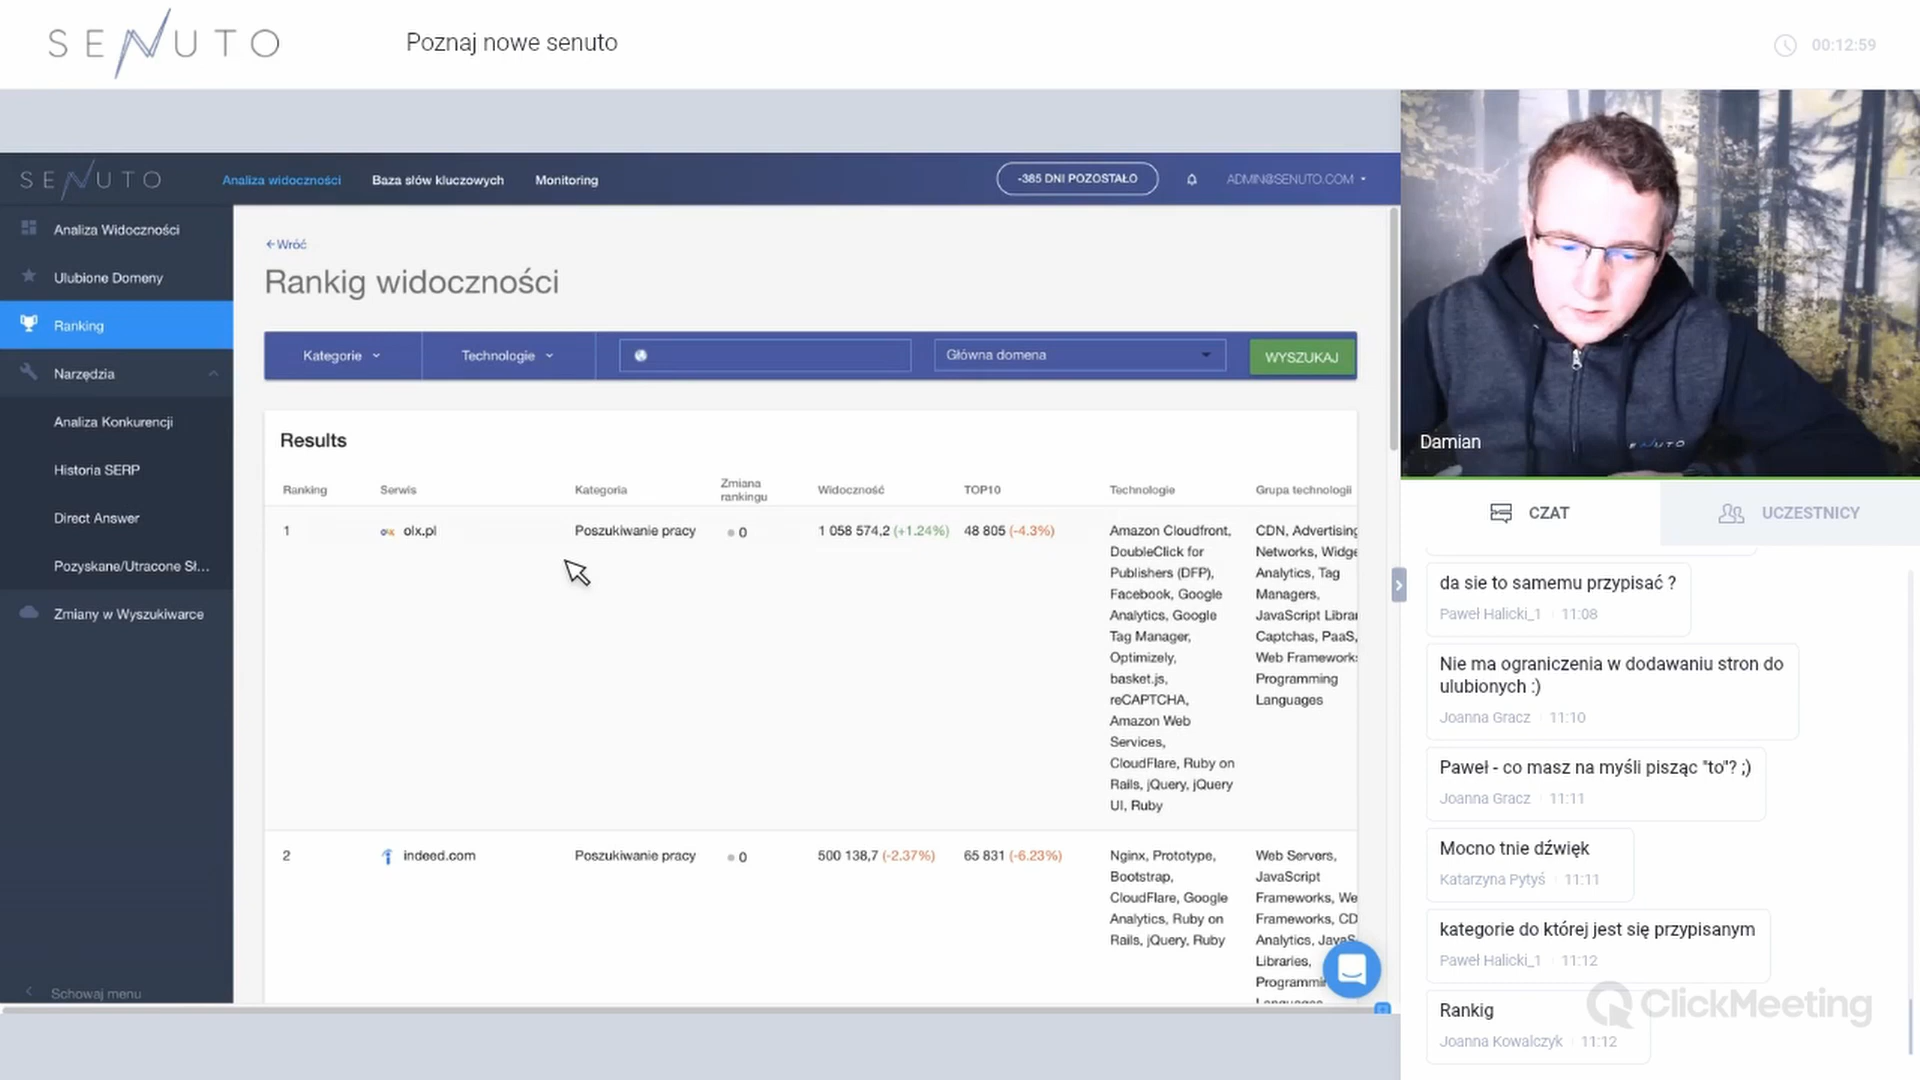 SENUTO
Poznaj nowe senuto
00:12:59
SENUTO
Analiza widoczności
Baza słów kluczowych
Monitoring
-385 DNI POZOSTAŁO
ADMIN@SENUTO.COM
Analiza Widoczności
Ulubione Domeny
Ranking
Narzędzia
Analiza Konkurencji
Historia SERP
Direct Answer
Pozyskane/Utracone Sł...
Zmiany w Wyszukiwarce
Schowaj menu
Wróć
Rankig widoczności
Kategorie
Technologie
Główna domena
WYSZUKAJ
Results
Ranking
Serwis
Kategoria
Zmiana
rankingu
Widoczność
TOP10
Technologie
Grupa technologii
1
olx.pl
Poszukiwanie pracy
0
1 058 574,2 (+1.24%)
48 805 (-4.3%)
Amazon Cloudfront,
DoubleClick for
Publishers (DFP),
Facebook, Google
Analytics, Google
Tag Manager,
Optimizely,
basket.js,
reCAPTCHA,
Amazon Web
Services,
CloudFlare, Ruby on
Rails, jQuery, jQuery
UI, Ruby
CDN, Advertising
Networks, Widge
Analytics, Tag
Managers,
JavaScript Librar
Captchas, PaaS,
Web Frameworks
Programming
Languages
2
indeed.com
Poszukiwanie pracy
0
500 138,7 (-2.37%)
65 831 (-6.23%)
Nginx, Prototype,
Bootstrap,
CloudFlare, Google
Analytics, Ruby on
Rails, jQuery, Ruby
Web Servers,
JavaScript
Frameworks, We
Frameworks, CD
Analytics, JavaS
Libraries,
Programmi
Languages
Damian
SENUTO
CZAT
UCZESTNICY
da sie to samemu przypisać ?
Paweł Halicki_1 11:08
Nie ma ograniczenia w dodawaniu stron do
ulubionych :)
Joanna Gracz 11:10
Paweł - co masz na myśli pisząc "to"? ;)
Joanna Gracz 11:11
Mocno tnie dźwięk
Katarzyna Pytyś 11:11
kategorie do której jest się przypisanym
Paweł Halicki_1 11:12
Rankig
Joanna Kowalczyk 11:12
ClickMeeting